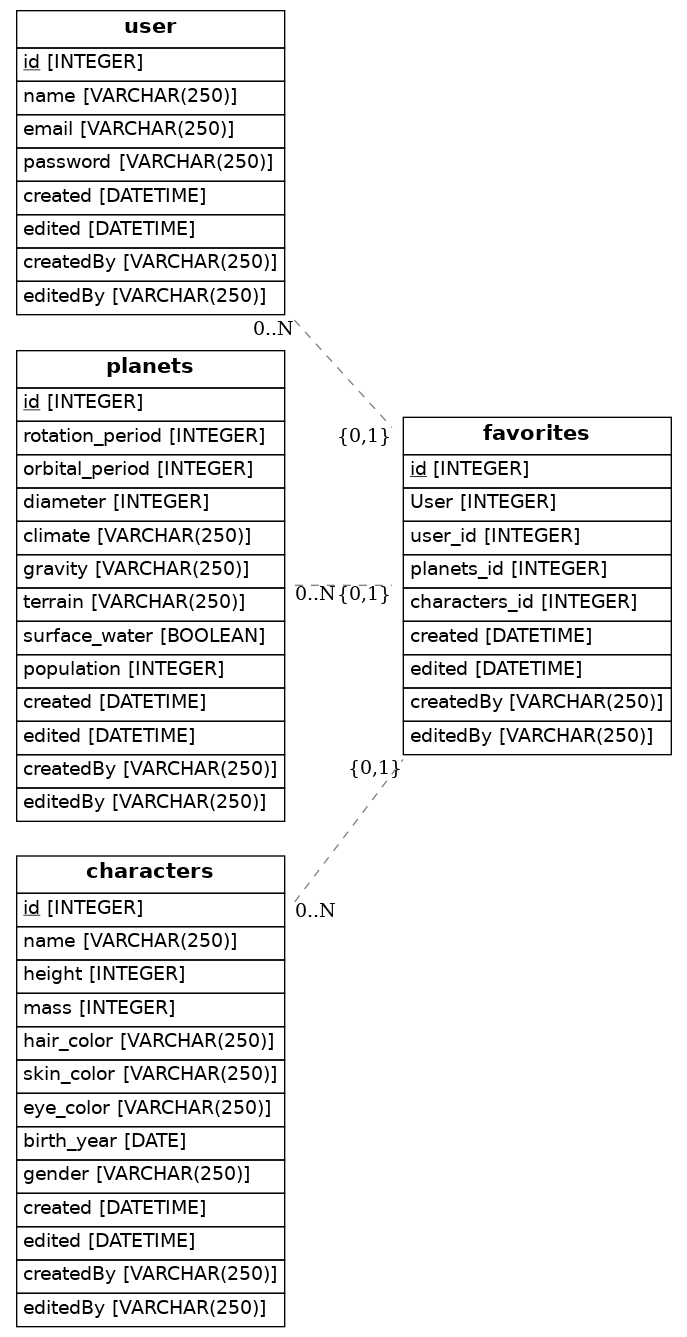 user
id [INTEGER]
name [VARCHAR(250)]
email [VARCHAR(250)]
password [VARCHAR(250)]
created [DATETIME]
edited [DATETIME]
createdBy [VARCHAR(250)]
editedBy [VARCHAR(250)]
0..N
{0,1}
planets
id [INTEGER]
rotation_period [INTEGER]
orbital_period [INTEGER]
diameter [INTEGER]
climate [VARCHAR(250)]
gravity [VARCHAR(250)]
terrain [VARCHAR(250)]
surface_water [BOOLEAN]
population [INTEGER]
created [DATETIME]
edited [DATETIME]
createdBy [VARCHAR(250)]
editedBy [VARCHAR(250)]
0..N
{0,1}
favorites
id [INTEGER]
User [INTEGER]
user_id [INTEGER]
planets_id [INTEGER]
characters_id [INTEGER]
created [DATETIME]
edited [DATETIME]
createdBy [VARCHAR(250)]
editedBy [VARCHAR(250)]
{0,1}
0..N
characters
id [INTEGER]
name [VARCHAR(250)]
height [INTEGER]
mass [INTEGER]
hair_color [VARCHAR(250)]
skin_color [VARCHAR(250)]
eye_color [VARCHAR(250)]
birth_year [DATE]
gender [VARCHAR(250)]
created [DATETIME]
edited [DATETIME]
createdBy [VARCHAR(250)]
editedBy [VARCHAR(250)]